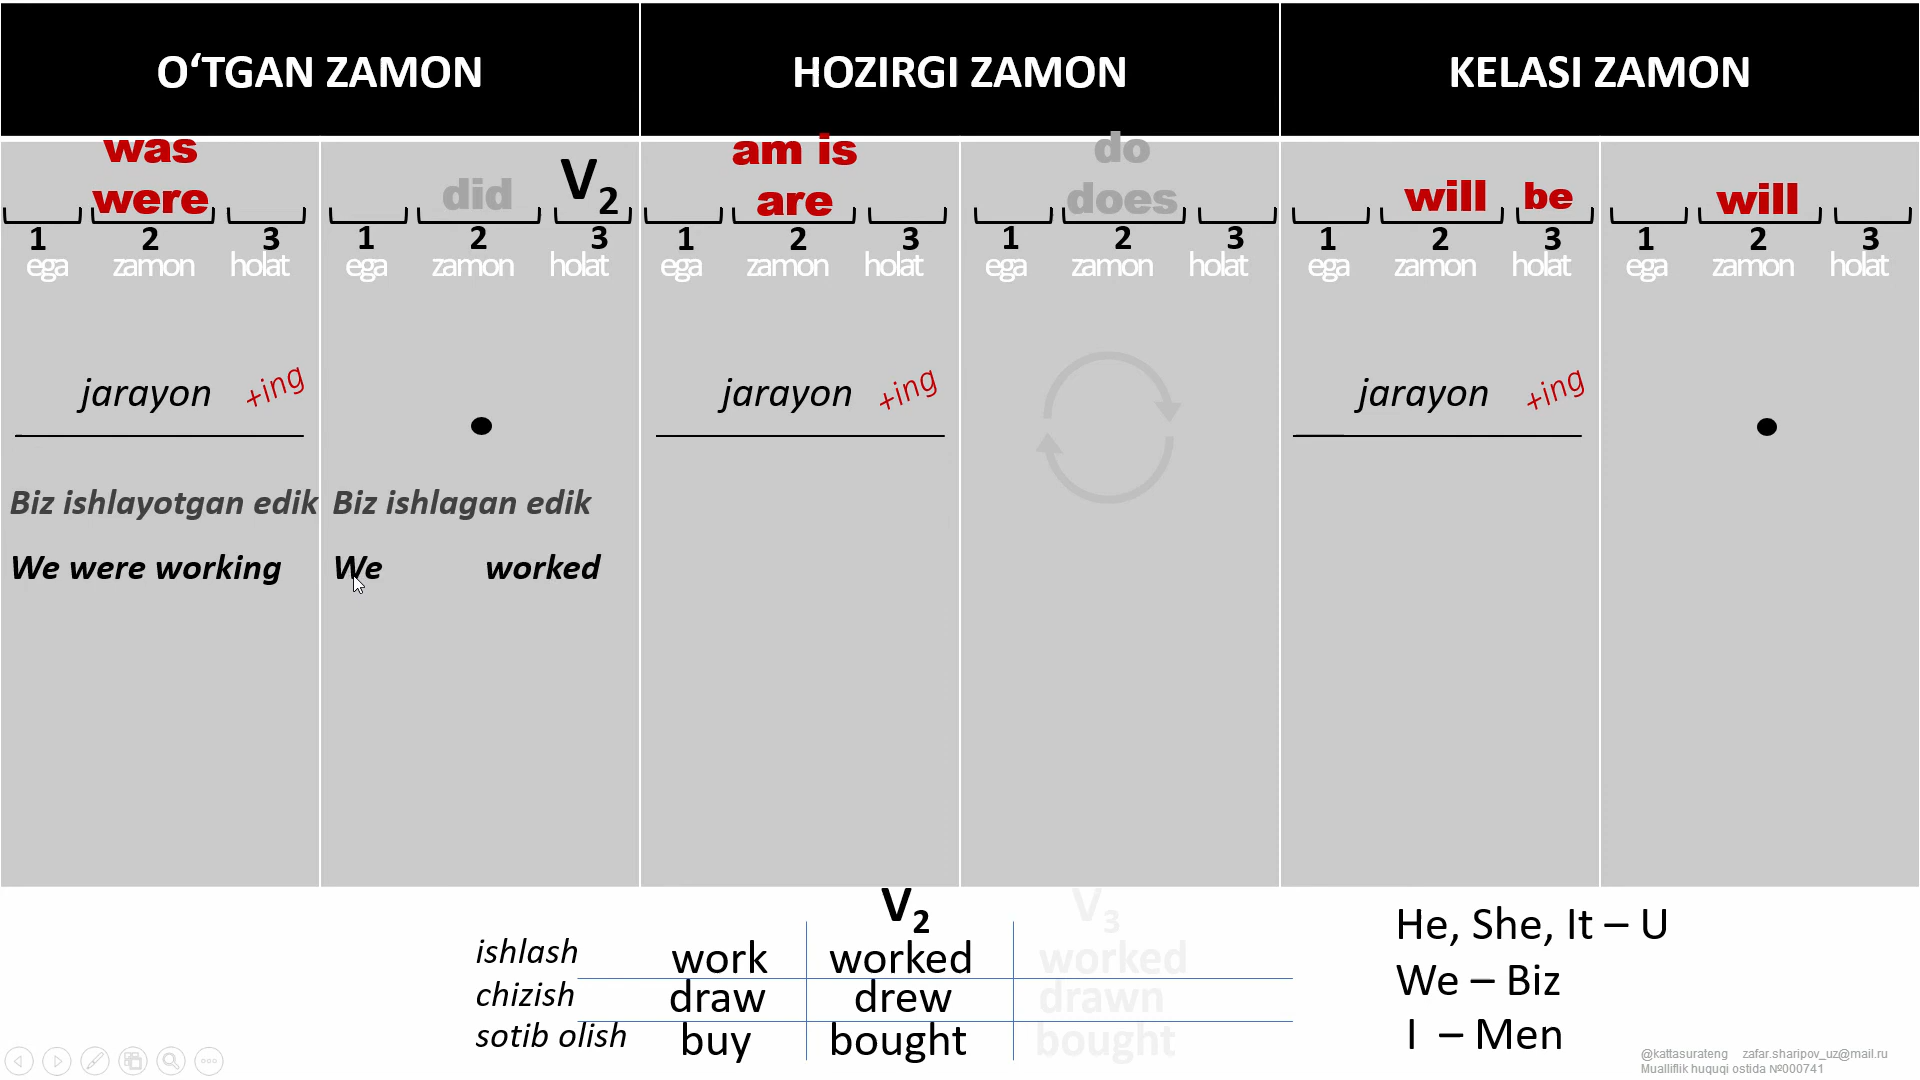 OʻTGAN ZAMON HOZIRGI ZAMON KELASI ZAMON
was am is do
were did V2 are does will be will
1 2 3 1 2 3 1 2 3 1 2 3 1 2 3 1 2 3
ega zamon holat ega zamon holat ega zamon holat ega zamon holat ega zamon holat ega zamon holat
jarayon +ing jarayon +ing jarayon +ing
Biz ishlayotgan edik Biz ishlagan edik
We were working We worked
V2 V3
ishlash work worked worked
chizish draw drew drawn
sotib olish buy bought bought
He, She, It – U
We – Biz
I – Men
@kattasurateng zafar.sharipov_uz@mail.ru
Mualliflik huquqi ostida №000741